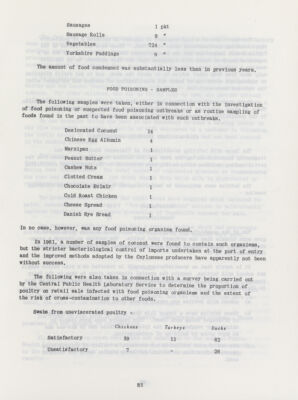 Sausages 1 pkt
Sausage Rolls 9 "
Vegetables 724 "
Yorkshire Puddings 6 "
The amount of food condemned was substantially less than in previous years.
FOOD POISONING - SAMPLES
The following samples were taken, either in connection with the investigation
of food poisoning or suspected food poisoning outbreaks or as routine sampling of
foods found in the past to have been associated with such outbreaks.
Desiccated Coconut 14
Chinese Egg Albumin 4
Marzipan 1
Peanut Butter 1
Cashew Nuts 1
Clotted Cream 1
Chocolate Eclair 1
Cold Roast Chicken 1
Cheese Spread 1
Danish Rye Bread 1
In no case, however, was any food poisoning organism found.
In 1961, a number of samples of coconut were found to contain such organisms,
but the stricter bacteriological control of imports undertaken at the port of entry
and the improved methods adopted by the Ceylonese producers have apparently not been
without success.
The following were also taken in connection with a survey being carried out
by the Central Public Health Laboratory Service to determine the proportion of
poultry on retail sale infected with food poisoning organisms and the extent of
the risk of cross-contamination to other foods.
Swabs from uneviscerated poultry -
Chickens Turkeys Ducks
Satisfactory 11 62
Unsatisfactory 7 -